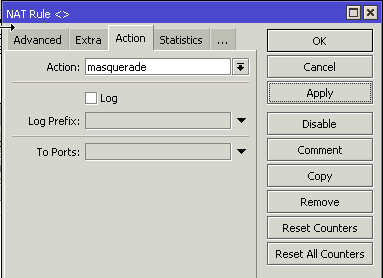 NAT Rule <>
Advanced
Extra
Action
Statistics
...
Action:
masquerade
Log
Log Prefix:
To Ports:
OK
Cancel
Apply
Disable
Comment
Copy
Remove
Reset Counters
Reset All Counters